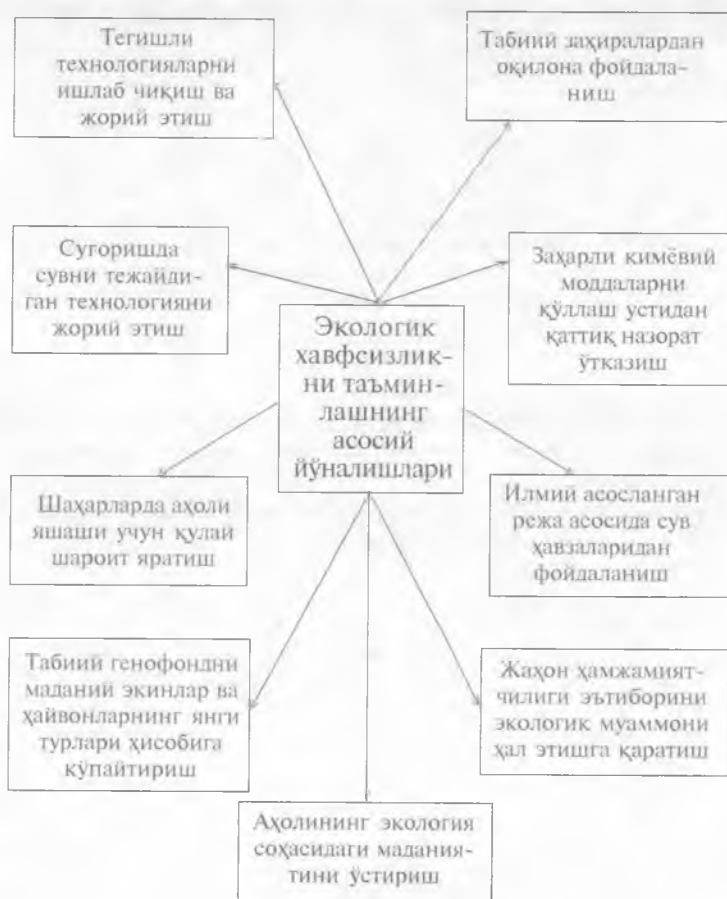 Тегишли
технологияларни
ишлаб чиқиш ва
жорий этиш
Табиий заҳиралардан
оқилона фойдала-
ниш
Суғоришда
сувни тежайди-
ган технологияни
жорий этиш
Заҳарли кимёвий
моддаларни
қўллаш устидан
қаттиқ назорат
ўтказиш
Экологик
хавфсизлик-
ни таъмин-
лашнинг
асосий
йўналишлари
Шаҳарларда аҳоли
яшаши учун қулай
шароит яратиш
Илмий асосланган
режа асосида сув
ҳавзаларидан
фойдаланиш
Табиий генофондни
маданий экинлар ва
ҳайвонларнинг янги
турлари ҳисобига
кўпайтириш
Жаҳон ҳамжамият-
чилиги эътиборини
экологик муаммони
ҳал этишга қаратиш
Аҳолининг экология
соҳасидаги мадания-
тини ўстириш